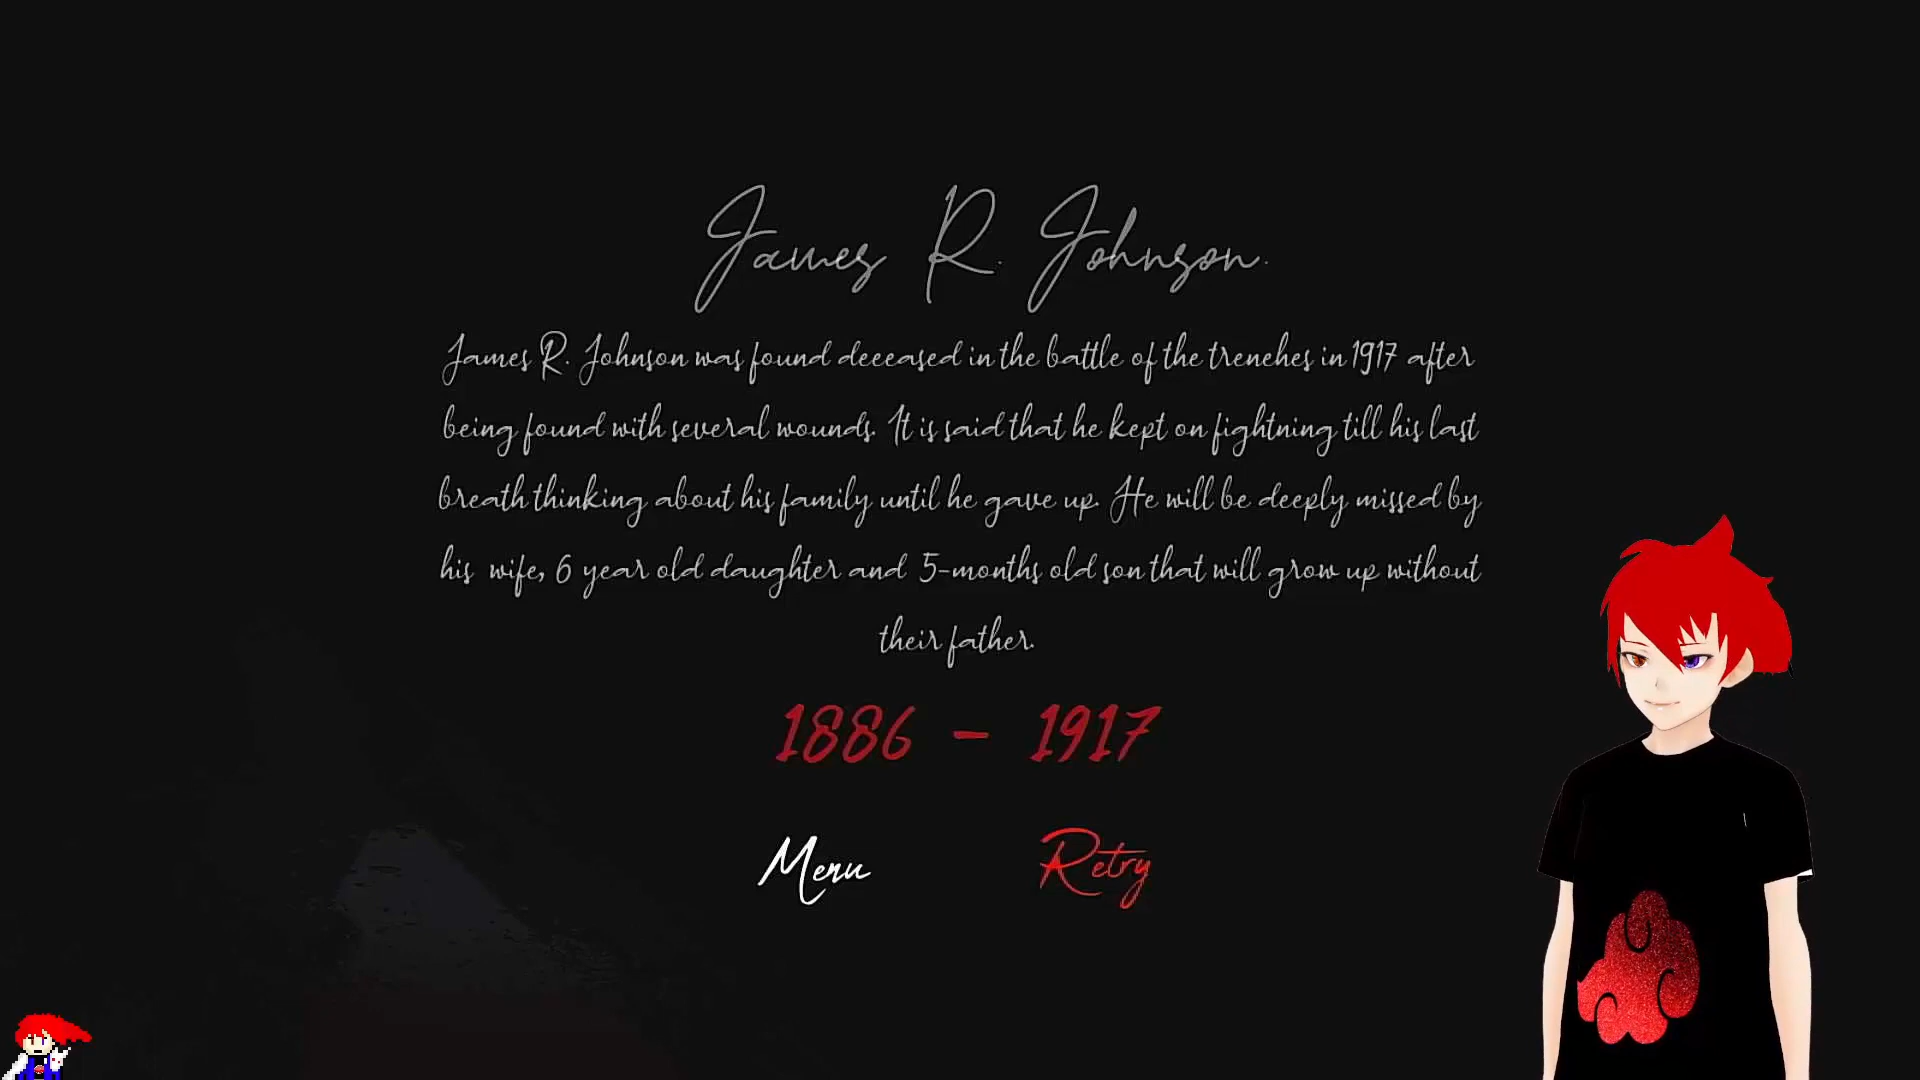 James R. Johnson.
James R. Johnson was found deceased in the battle of the trenches in 1917 after
being found with several wounds. It is said that he kept on fightning till his last
breath thinking about his family until he gave up. He will be deeply missed by
his wife, 6 year old daughter and 5-months old son that will grow up without
their father.
1886 - 1917
Menu Retry